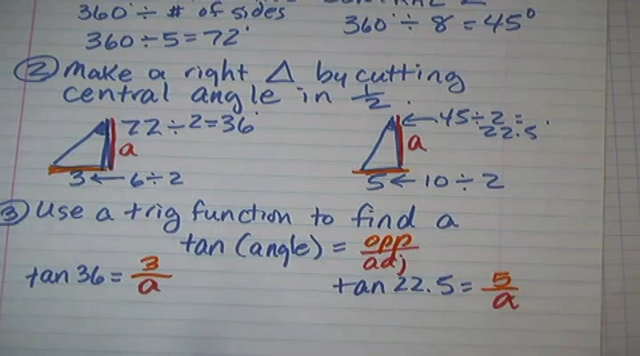 360° ÷ # of sides
360° ÷ 8 = 45°
360 ÷ 5 = 72°
② Make a right △ by cutting
central angle in 1/2.
72 ÷ 2 = 36°
a
3 ← 6 ÷ 2
← 45 ÷ 2 =
22.5°
a
5 ← 10 ÷ 2
③ Use a trig function to find a
tan (angle) = opp/adj
tan 36 = 3/a
tan 22.5 = 5/a